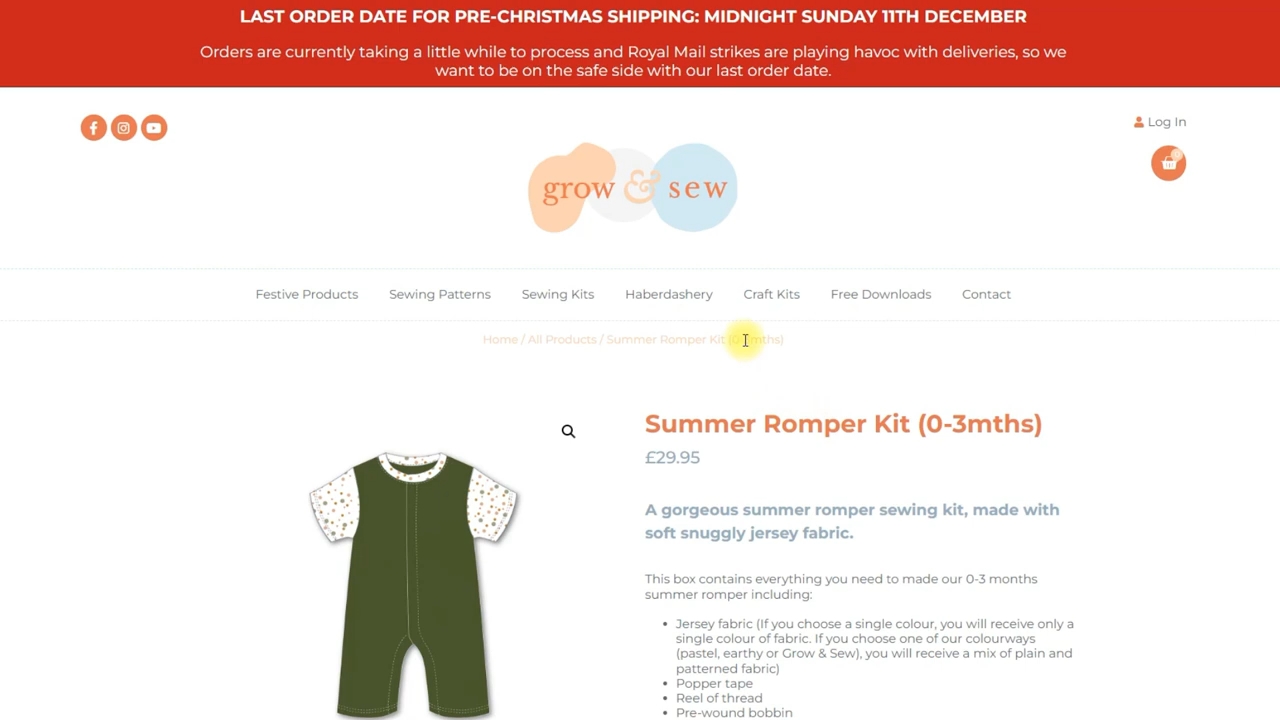 LAST ORDER DATE FOR PRE-CHRISTMAS SHIPPING: MIDNIGHT SUNDAY 11TH DECEMBER
Orders are currently taking a little while to process and Royal Mail strikes are playing havoc with deliveries, so we
want to be on the safe side with our last order date.
Log In
grow & sew
Festive Products
Sewing Patterns
Sewing Kits
Haberdashery
Craft Kits
Free Downloads
Contact
Home / All Products / Summer Romper Kit (0-3mths)
Summer Romper Kit (0-3mths)
£29.95
A gorgeous summer romper sewing kit, made with
soft snuggly jersey fabric.
This box contains everything you need to made our 0-3 months
summer romper including:
Jersey fabric (If you choose a single colour, you will receive only a
single colour of fabric. If you choose one of our colourways
(pastel, earthy or Grow & Sew), you will receive a mix of plain and
patterned fabric)
Popper tape
Reel of thread
Pre-wound bobbin